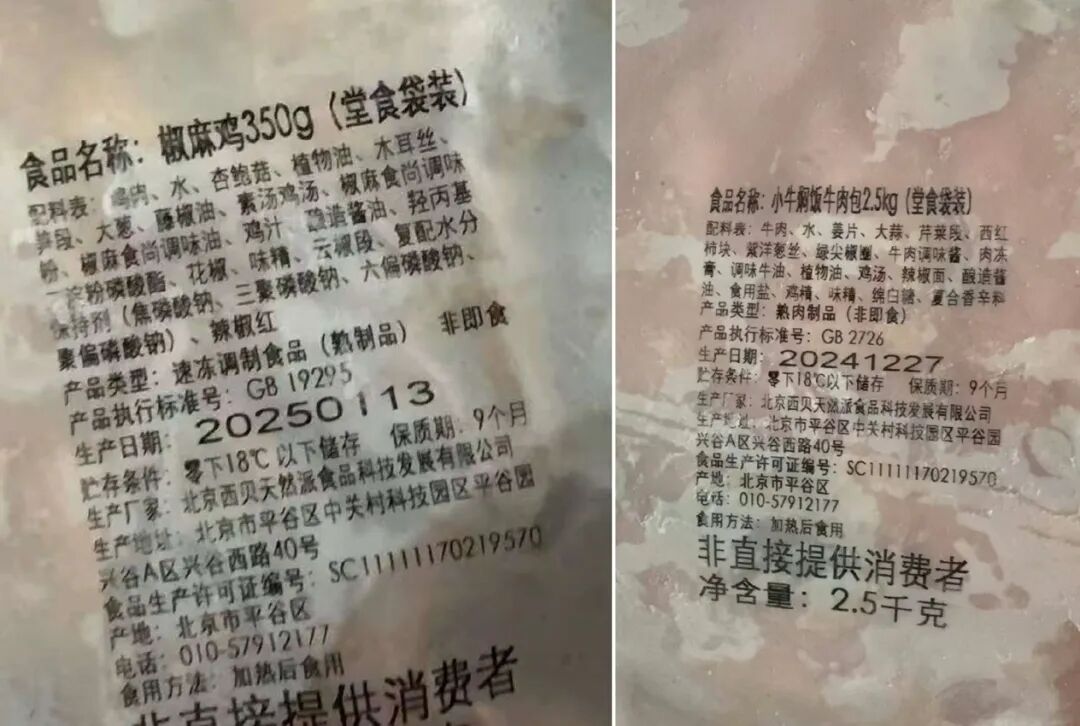 食品名称：椒麻鸡350g（堂食袋装）
配料表：鸡肉、水、杏鲍菇、植物油、木耳丝、
笋段、大葱、藤椒油、素汤鸡汤、椒麻食尚调味
粉、椒麻食尚调味油、鸡汁、酿造酱油、羟丙基
二淀粉磷酸酯、花椒、味精、云椒段、复配水分
保持剂（焦磷酸钠、三聚磷酸钠、六偏磷酸钠、
聚偏磷酸钠）、辣椒红
产品类型：速冻调制食品（熟制品） 非即食
产品执行标准号：GB 19295
生产日期：20250113
贮存条件：零下18℃以下储存 保质期：9个月
生产厂家：北京西贝天然派食品科技发展有限公司
生产地址：北京市平谷区中关村科技园区平谷园
兴谷A区兴谷西路40号
食品生产许可证编号：SC11111170219570
产地：北京市平谷区
电话：010-57912177
食用方法：加热后食用
非直接提供消费者
食品名称：小牛焖饭牛肉包2.5kg（堂食袋装）
配料表：牛肉、水、姜片、大蒜、芹菜段、西红
柿块、紫洋葱丝、绿尖椒圈、牛肉调味酱、肉冻
膏、调味牛油、植物油、鸡汤、辣椒面、酿造酱
油、食用盐、鸡精、味精、绵白糖、复合香辛料
产品类型：熟肉制品（非即食）
产品执行标准号：GB 2726
生产日期：20241227
贮存条件：零下18℃以下储存 保质期：9个月
生产厂家：北京西贝天然派食品科技发展有限公司
生产地址：北京市平谷区中关村科技园区平谷园
兴谷A区兴谷西路40号
食品生产许可证编号：SC11111170219570
产地：北京市平谷区
电话：010-57912177
食用方法：加热后食用
非直接提供消费者
净含量：2.5千克